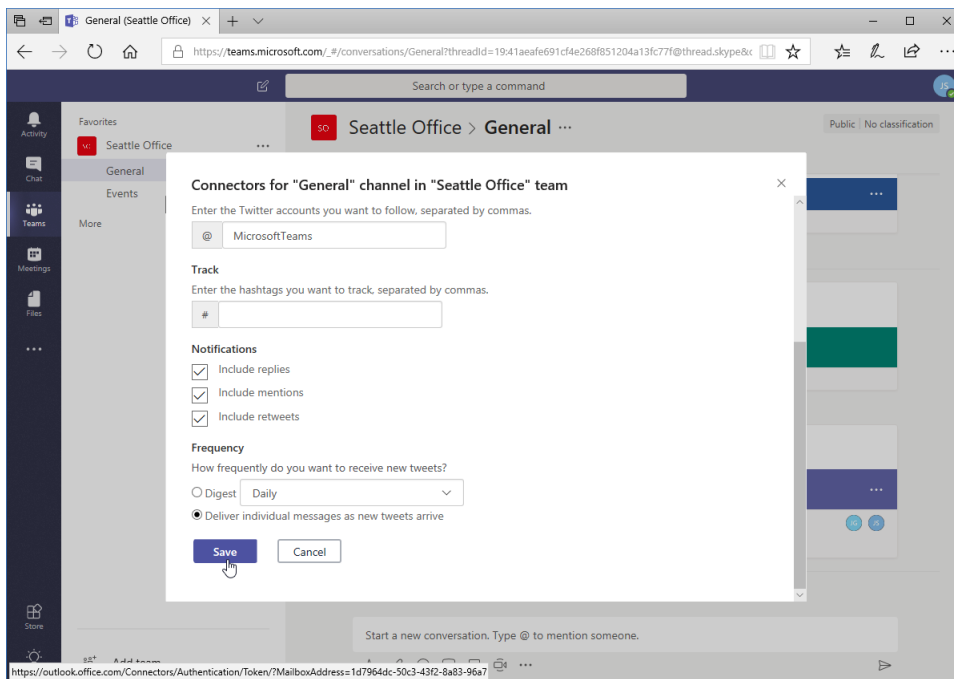 General (Seattle Office)
https://teams.microsoft.com/_#/conversations/General?threadId=19:41aeafe691cf4e268f851204a13fc77f@thread.skype&c
Search or type a command
JS
Activity
Chat
Teams
Meetings
Files
Store
Favorites
SO
Seattle Office
General
Events
More
Add team
SO
Seattle Office > General
Public
No classification
Connectors for "General" channel in "Seattle Office" team
Enter the Twitter accounts you want to follow, separated by commas.
@ MicrosoftTeams
Track
Enter the hashtags you want to track, separated by commas.
#
Notifications
Include replies
Include mentions
Include retweets
Frequency
How frequently do you want to receive new tweets?
Digest Daily
Deliver individual messages as new tweets arrive
Save Cancel
JS
Start a new conversation. Type @ to mention someone.
https://outlook.office.com/Connectors/Authentication/Token/?MailboxAddress=1d7964dc-50c3-43f2-8a83-96a7